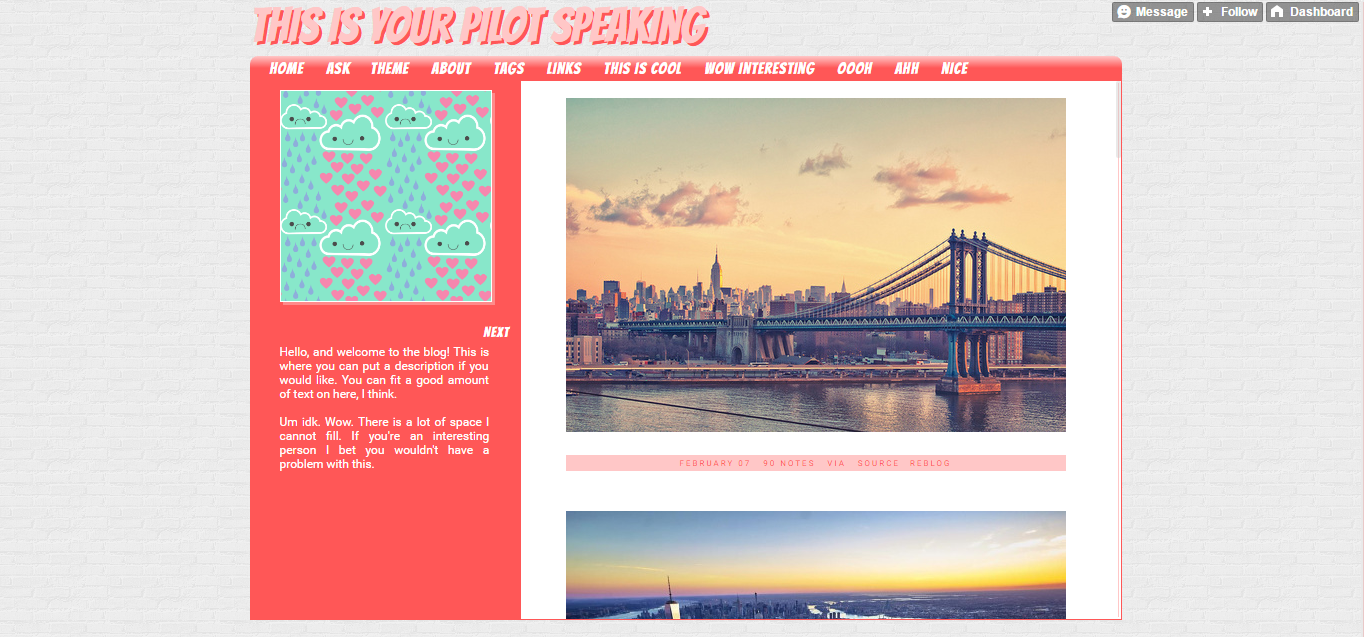 THIS IS YOUR PILOT SPEAKING
Message Follow Dashboard
HOME ASK THEME ABOUT TAGS LINKS THIS IS COOL WOW INTERESTING OOOH AHH NICE
NEXT
Hello, and welcome to the blog! This is
where you can put a description if you
would like. You can fit a good amount
of text on here, I think.
Um idk. Wow. There is a lot of space I
cannot fill. If you're an interesting
person I bet you wouldn't have a
problem with this.
FEBRUARY 07 90 NOTES VIA SOURCE REBLOG